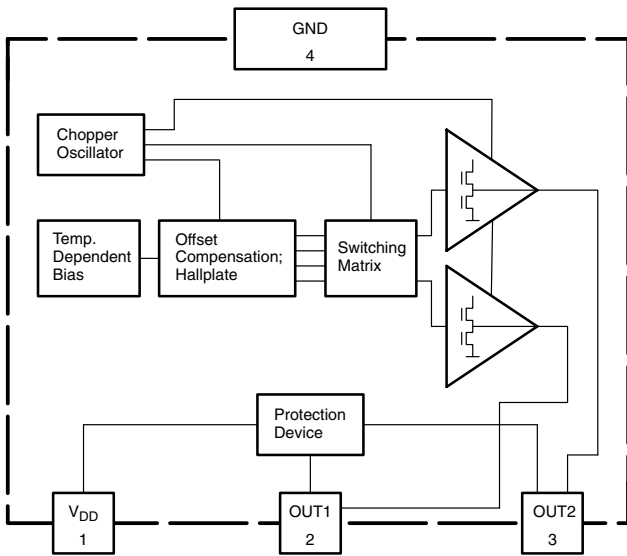 GND
4
Chopper
Oscillator
Temp.
Dependent
Bias
Offset
Compensation;
Hallplate
Switching
Matrix
Protection
Device
VDD
1
OUT1
2
OUT2
3